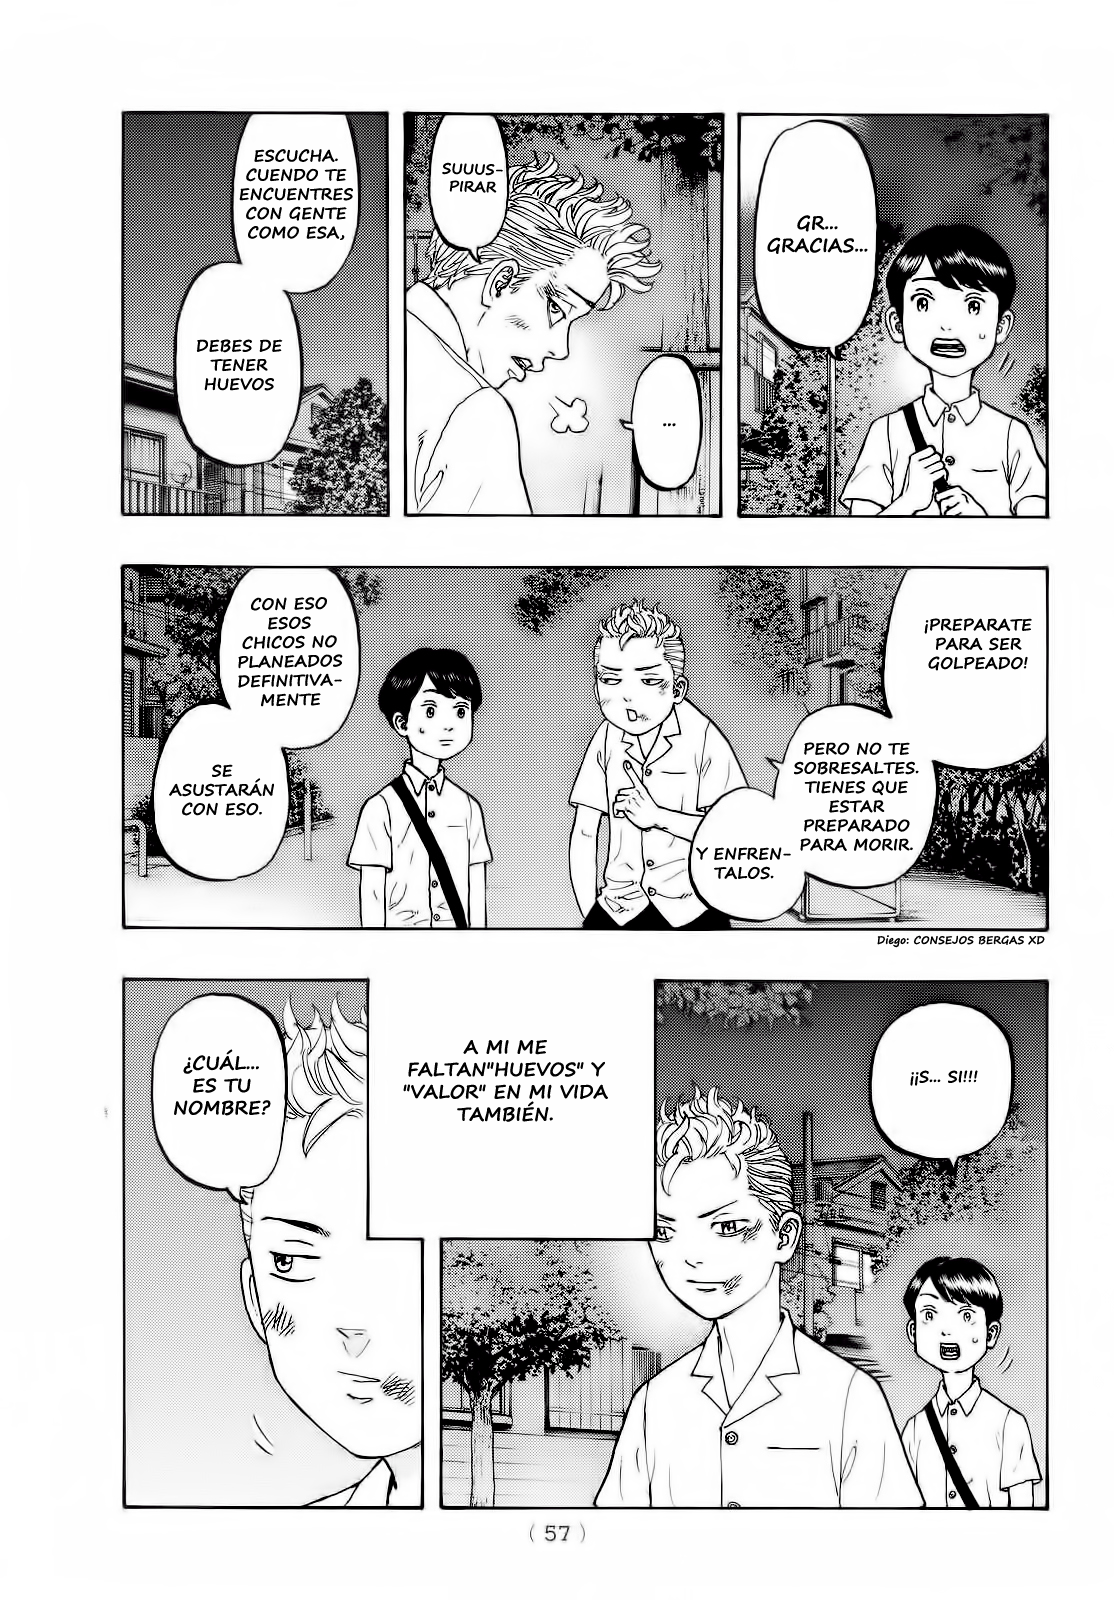 GR...
GRACIAS...
SUUUS-
PIRAR
...
ESCUCHA.
CUENDO TE
ENCUENTRES
CON GENTE
COMO ESA,
DEBES DE
TENER
HUEVOS
¡PREPARATE
PARA SER
GOLPEADO!
PERO NO TE
SOBRESALTES.
TIENES QUE
ESTAR
PREPARADO
PARA MORIR.
Y ENFREN-
TALOS.
CON ESO
ESOS
CHICOS NO
PLANEADOS
DEFINITIVA-
MENTE
SE
ASUSTARÁN
CON ESO.
Diego: CONSEJOS BERGAS XD
¡¡S... SI!!!
A MI ME
FALTAN"HUEVOS" Y
"VALOR" EN MI VIDA
TAMBIÉN.
¿CUÁL...
ES TU
NOMBRE?
( 57 )